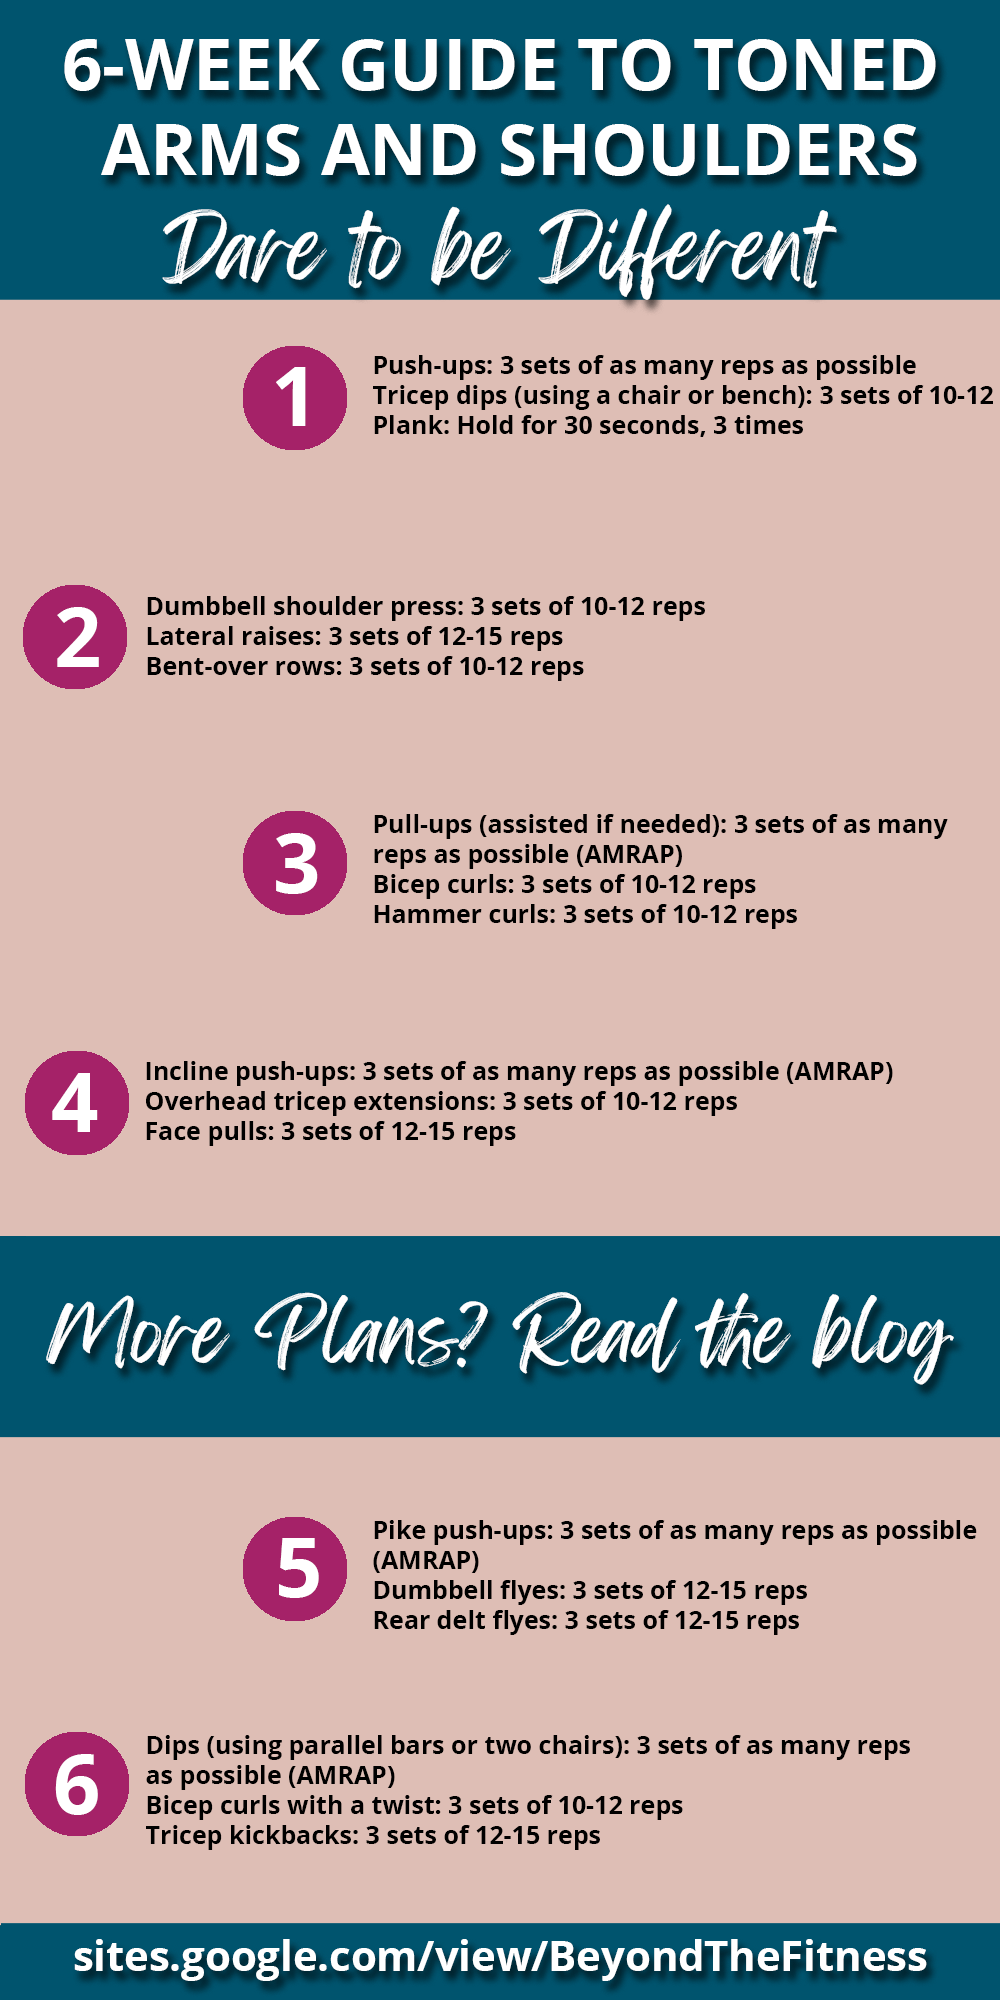 6-WEEK GUIDE TO TONED
ARMS AND SHOULDERS
Dare to be Different
1
Push-ups: 3 sets of as many reps as possible
Tricep dips (using a chair or bench): 3 sets of 10-12
Plank: Hold for 30 seconds, 3 times
2
Dumbbell shoulder press: 3 sets of 10-12 reps
Lateral raises: 3 sets of 12-15 reps
Bent-over rows: 3 sets of 10-12 reps
3
Pull-ups (assisted if needed): 3 sets of as many
reps as possible (AMRAP)
Bicep curls: 3 sets of 10-12 reps
Hammer curls: 3 sets of 10-12 reps
4
Incline push-ups: 3 sets of as many reps as possible (AMRAP)
Overhead tricep extensions: 3 sets of 10-12 reps
Face pulls: 3 sets of 12-15 reps
More Plans? Read the blog
5
Pike push-ups: 3 sets of as many reps as possible
(AMRAP)
Dumbbell flyes: 3 sets of 12-15 reps
Rear delt flyes: 3 sets of 12-15 reps
6
Dips (using parallel bars or two chairs): 3 sets of as many reps
as possible (AMRAP)
Bicep curls with a twist: 3 sets of 10-12 reps
Tricep kickbacks: 3 sets of 12-15 reps
sites.google.com/view/BeyondTheFitness